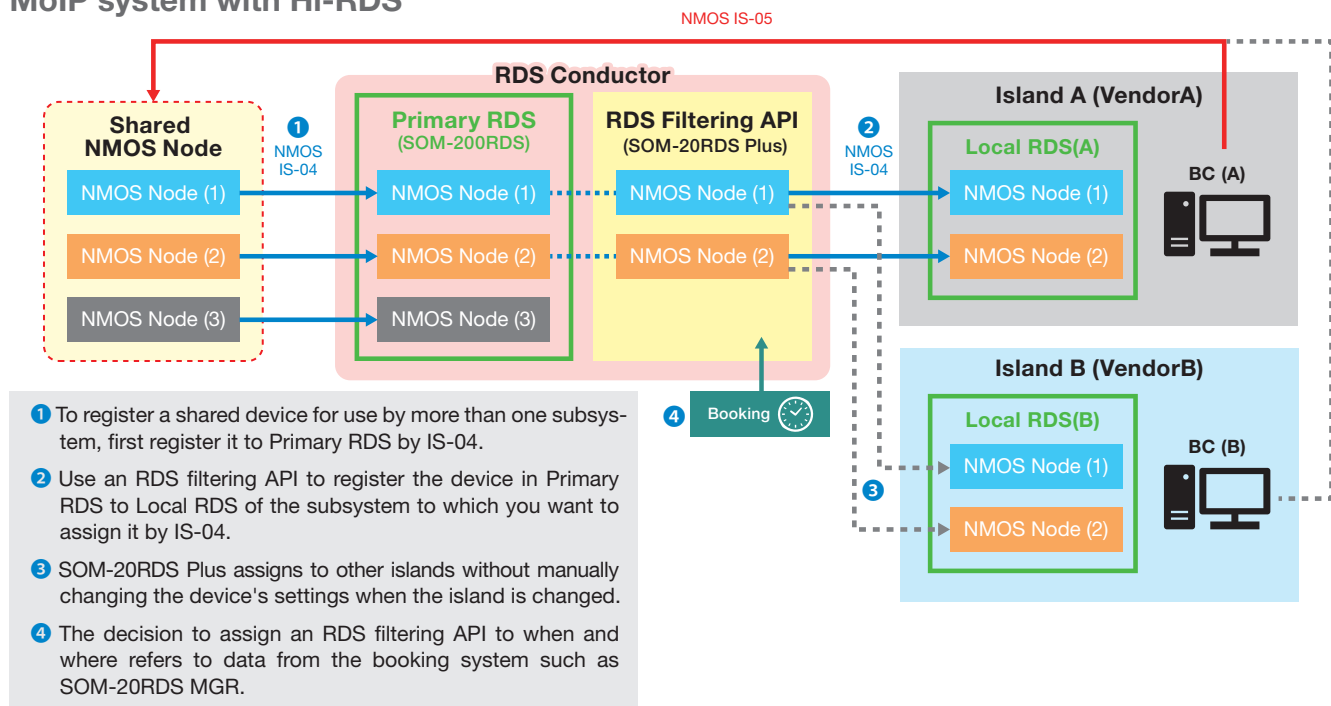 MoIP system with Hi-RDS
NMOS IS-05
RDS Conductor
Shared
NMOS Node
NMOS Node (1)
NMOS Node (2)
NMOS Node (3)
1
NMOS
IS-04
Primary RDS
(SOM-200RDS)
NMOS Node (1)
NMOS Node (2)
NMOS Node (3)
RDS Filtering API
(SOM-20RDS Plus)
NMOS Node (1)
NMOS Node (2)
2
NMOS
IS-04
Island A (VendorA)
Local RDS(A)
NMOS Node (1)
NMOS Node (2)
BC (A)
4
Booking
3
Island B (VendorB)
Local RDS(B)
NMOS Node (1)
NMOS Node (2)
BC (B)
1 To register a shared device for use by more than one subsys-
tem, first register it to Primary RDS by IS-04.
2 Use an RDS filtering API to register the device in Primary
RDS to Local RDS of the subsystem to which you want to
assign it by IS-04.
3 SOM-20RDS Plus assigns to other islands without manually
changing the device's settings when the island is changed.
4 The decision to assign an RDS filtering API to when and
where refers to data from the booking system such as
SOM-20RDS MGR.